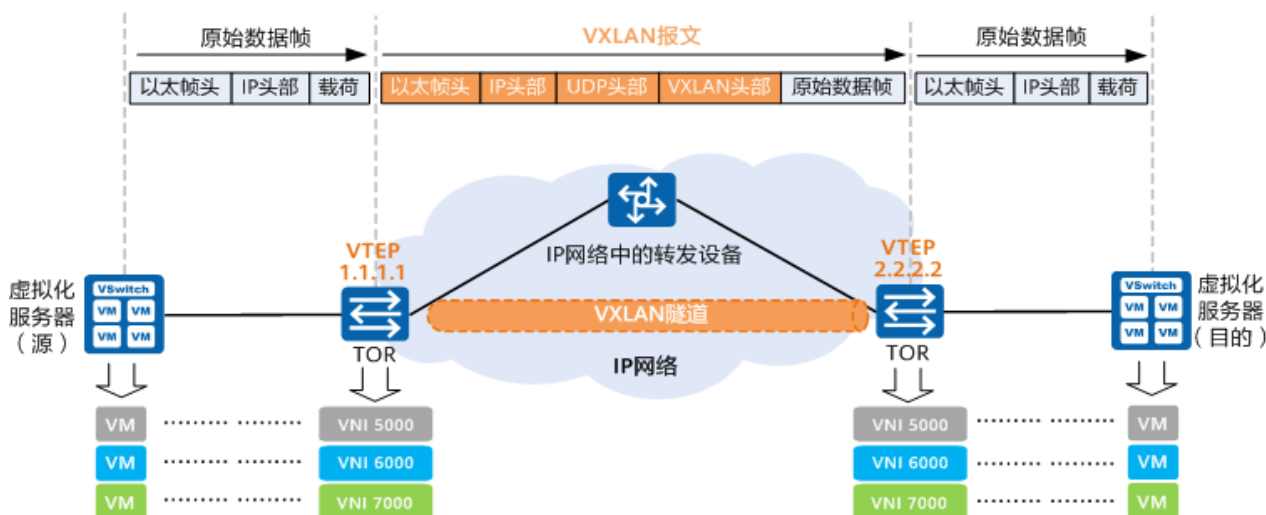 原始数据帧
VXLAN报文
原始数据帧
以太帧头 IP头部 载荷 以太帧头 IP头部 UDP头部 VXLAN头部 原始数据帧 以太帧头 IP头部 载荷
IP网络中的转发设备
VTEP
1.1.1.1
VTEP
2.2.2.2
虚拟化
服务器
(源)
VSwitch
VM VM
VM VM
TOR
VXLAN隧道
IP网络
TOR
VSwitch
VM VM
VM VM
虚拟化
服务器
(目的)
VM ········ ········ VNI 5000
VM ········ ········ VNI 6000
VM ········ ········ VNI 7000
VNI 5000 ········ ········ VM
VNI 6000 ········ ········ VM
VNI 7000 ········ ········ VM